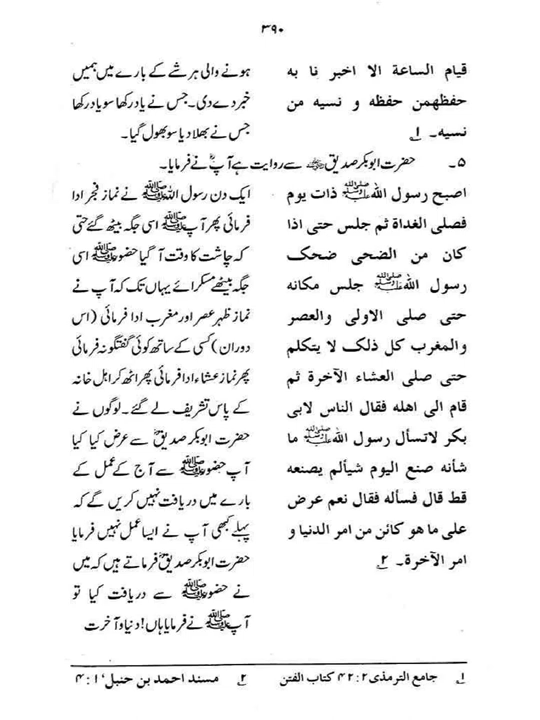 ۳۹۰
قيام الساعة الا اخبر نا به
حفظهمن حفظه و نسيه من
نسيه۔ ۱؎
ہونے والی ہر شے کے بارے میں ہمیں
خبر دے دی۔ جس نے یاد رکھا سو یاد رکھا
جس نے بھلا دیا سو بھول گیا۔
۵۔ حضرت ابوبکر صدیق رضی اللہ عنہ سے روایت ہے آپؓ نے فرمایا۔
اصبح رسول الله ﷺ ذات يوم
فصلى الغداة ثم جلس حتى اذا
كان من الضحى ضحک
رسول الله ﷺ جلس مكانه
حتى صلى الاولى والعصر
والمغرب كل ذلک لا يتكلم
حتى صلى العشاء الآخرة ثم
قام الى اهله فقال الناس لابى
بكر لاتسأل رسول الله ﷺ ما
شأنه صنع اليوم شيألم يصنعه
قط قال فسأله فقال نعم عرض
على ما هو كائن من امر الدنيا و
امر الآخرة۔ ۲؎
ایک دن رسول اللہ ﷺ نے نماز فجر ادا
فرمائی پھر آپ ﷺ اسی جگہ بیٹھ گئے حتی
کہ چاشت کا وقت آ گیا حضور ﷺ اسی
جگہ بیٹھے مسکرائے یہاں تک کہ آپ نے
نماز ظہر عصر اور مغرب ادا فرمائی (اس
دوران) کسی کے ساتھ کوئی گفتگو نہ فرمائی
پھر نماز عشاء ادا فرمائی پھر اٹھ کر اہل خانہ
کے پاس تشریف لے گئے۔ لوگوں نے
حضرت ابوبکر صدیقؓ سے عرض کیا کیا
آپ حضور ﷺ سے آج کے عمل کے
بارے میں دریافت نہیں کریں گے کہ
پہلے کبھی آپ نے ایسا عمل نہیں فرمایا
حضرت ابوبکر صدیقؓ فرماتے ہیں کہ میں
نے حضور ﷺ سے دریافت کیا تو
آپ ﷺ نے فرمایا ہاں! دنیا و آخرت
۱؎ جامع الترمذی ۲: ۴۲ کتاب الفتن ۲؎ مسند احمد بن حنبل' ۱: ۴